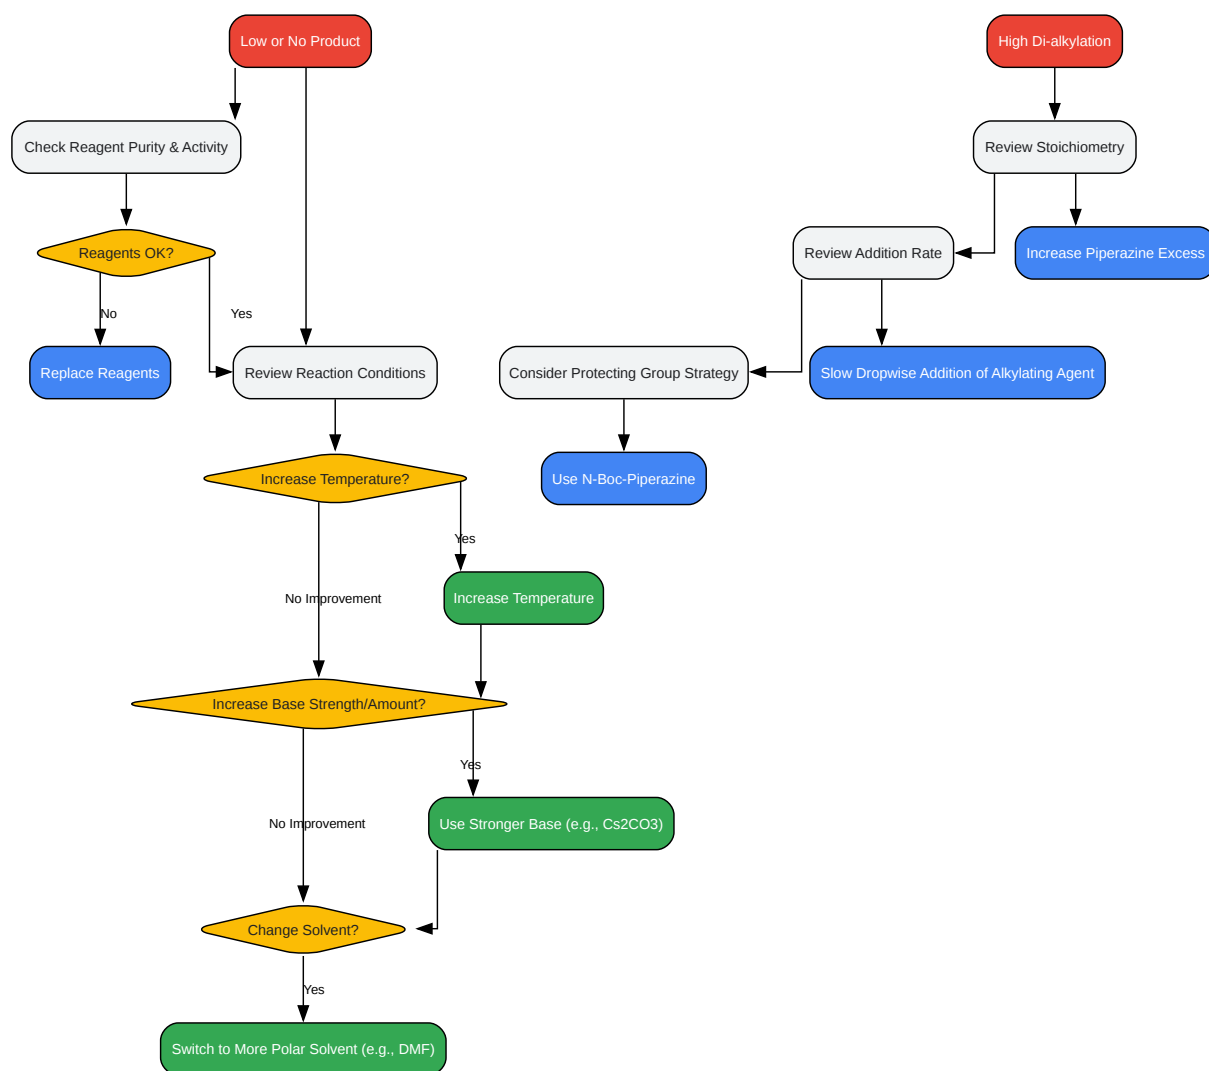 Low or No Product
High Di-alkylation
Check Reagent Purity & Activity
Review Stoichiometry
Reagents OK?
Review Addition Rate
Increase Piperazine Excess
No
Yes
Replace Reagents
Review Reaction Conditions
Consider Protecting Group Strategy
Slow Dropwise Addition of Alkylating Agent
Increase Temperature?
Use N-Boc-Piperazine
Yes
No Improvement
Increase Temperature
Increase Base Strength/Amount?
Yes
No Improvement
Use Stronger Base (e.g., Cs2CO3)
Change Solvent?
Yes
Switch to More Polar Solvent (e.g., DMF)